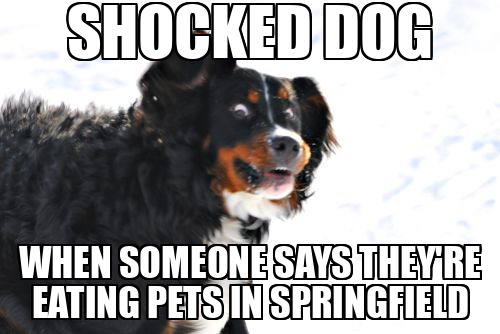 SHOCKED DOG
WHEN SOMEONE SAYS THEY'RE
EATING PETS IN SPRINGFIELD